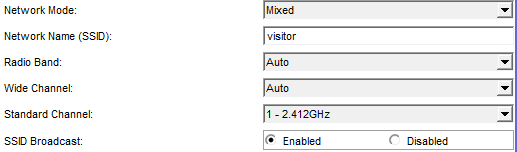 Network Mode: Mixed
Network Name (SSID): visitor
Radio Band: Auto
Wide Channel: Auto
Standard Channel: 1 - 2.412GHz
SSID Broadcast: Enabled Disabled